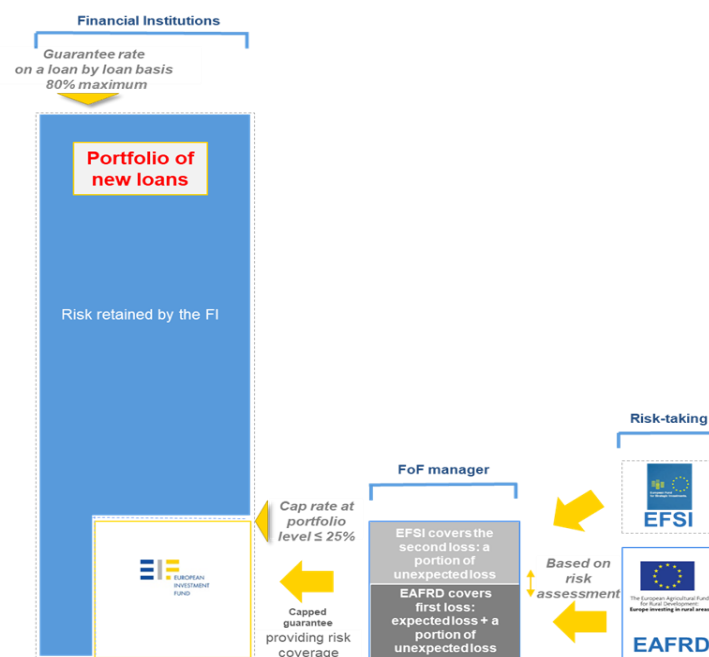 Financial Institutions
Guarantee rate
on a loan by loan basis
80% maximum
Portfolio of
new loans
Risk retained by the FI
Cap rate at
portfolio
level ≤ 25%
EUROPEAN
INVESTMENT
FUND
Capped
guarantee
providing risk
coverage
FoF manager
EFSI covers the
second loss: a
portion of
unexpected loss
EAFRD covers
first loss:
expected loss + a
portion of
unexpected loss
Based on
risk
assessment
Risk-taking
EFSI
The European Agricultural Fund
for Rural Development:
Europe investing in rural areas
EAFRD